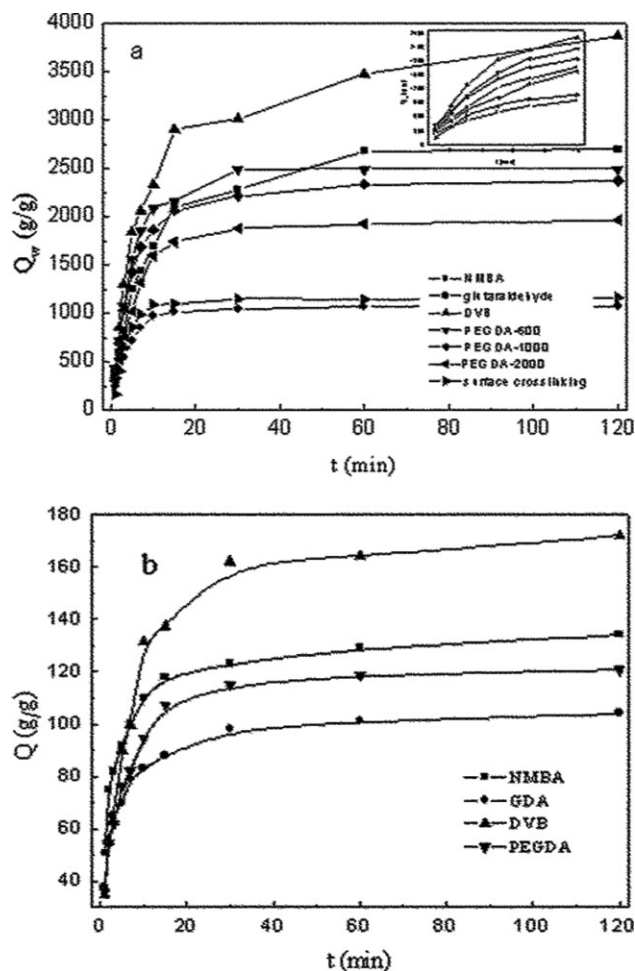 a
4000
3500
3000
2500
2000
1500
1000
500
0
Qw (g/g)
NMBA
glutaraldehyde
DVB
PEGDA-600
PEGDA-1000
PEGDA-2000
surface crosslinking
0 20 40 60 80 100 120
t (min)
b
180
160
140
120
100
80
60
40
Q (g/g)
NMBA
GDA
DVB
PEGDA
0 20 40 60 80 100 120
t (min)